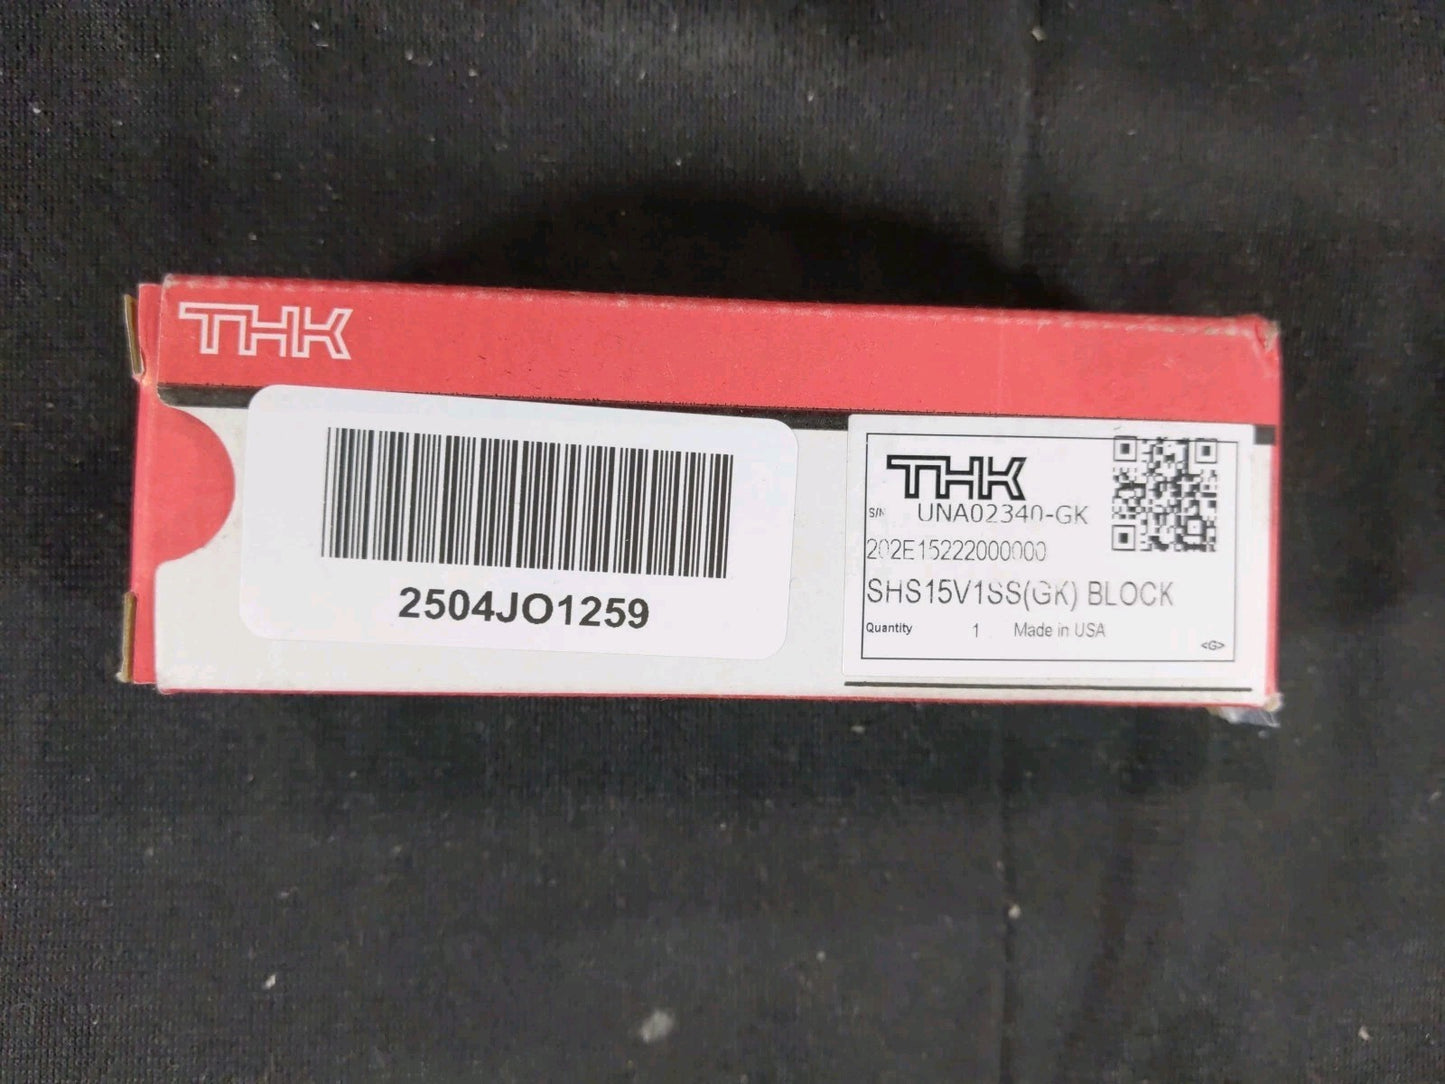 THK
2504JO1259
THK
S/N UNA02340-GK
202E15222000000
SHS15V1SS(GK) BLOCK
Quantity 1 Made in USA
<G>